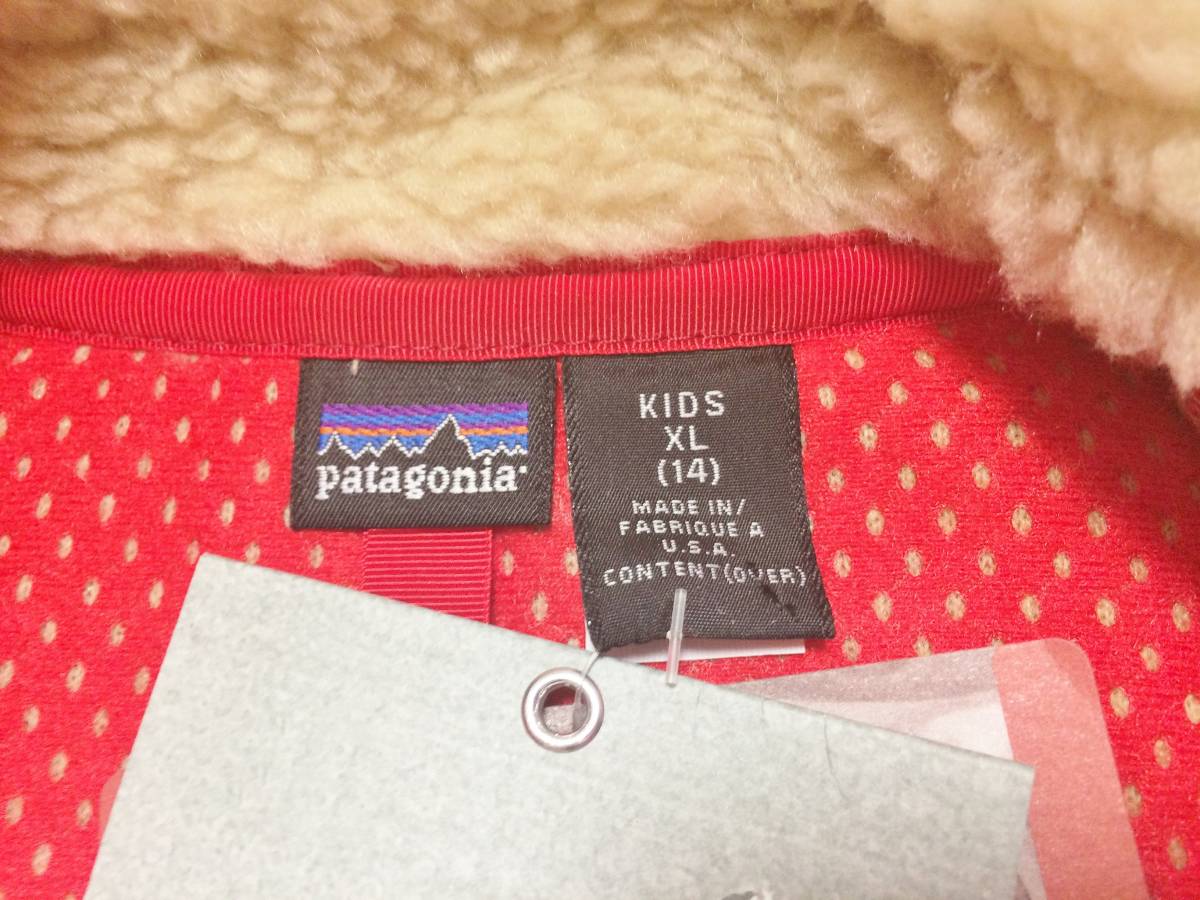 patagonia
KIDS
XL
(14)
MADE IN/
FABRIQUE A
U.S.A.
CONTENT(OVER)